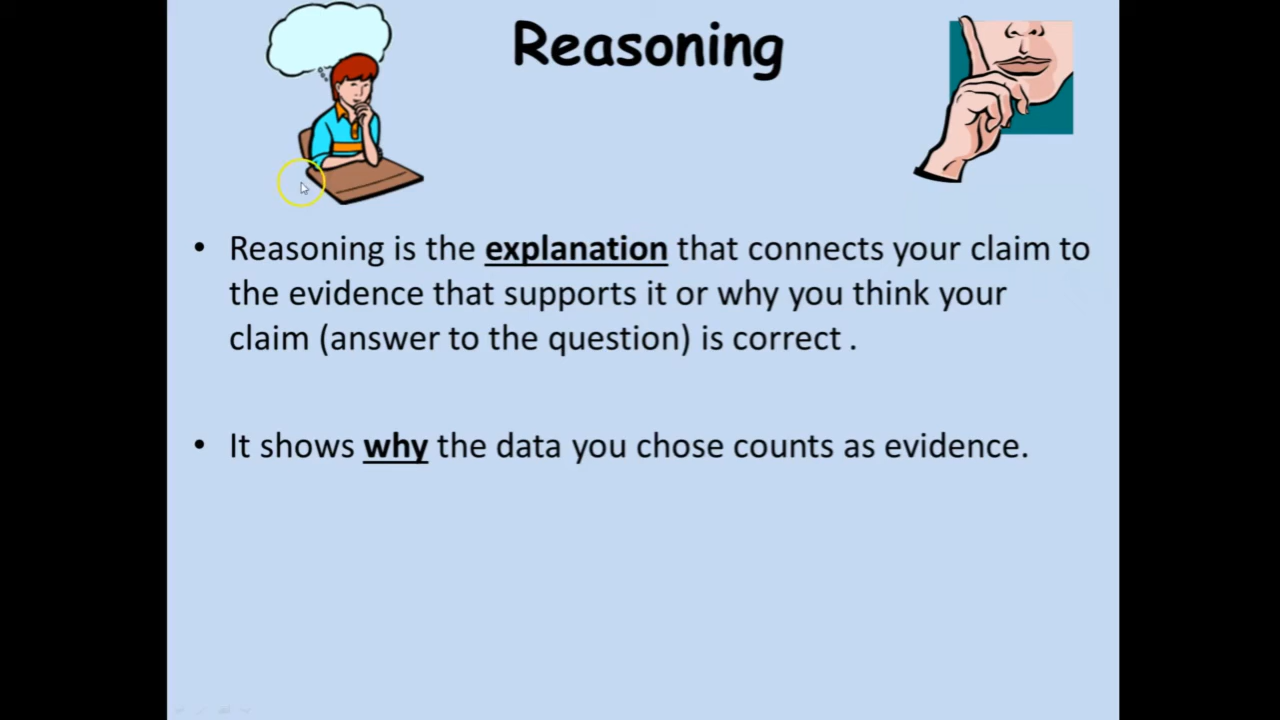 Reasoning
• Reasoning is the explanation that connects your claim to
the evidence that supports it or why you think your
claim (answer to the question) is correct .
• It shows why the data you chose counts as evidence.